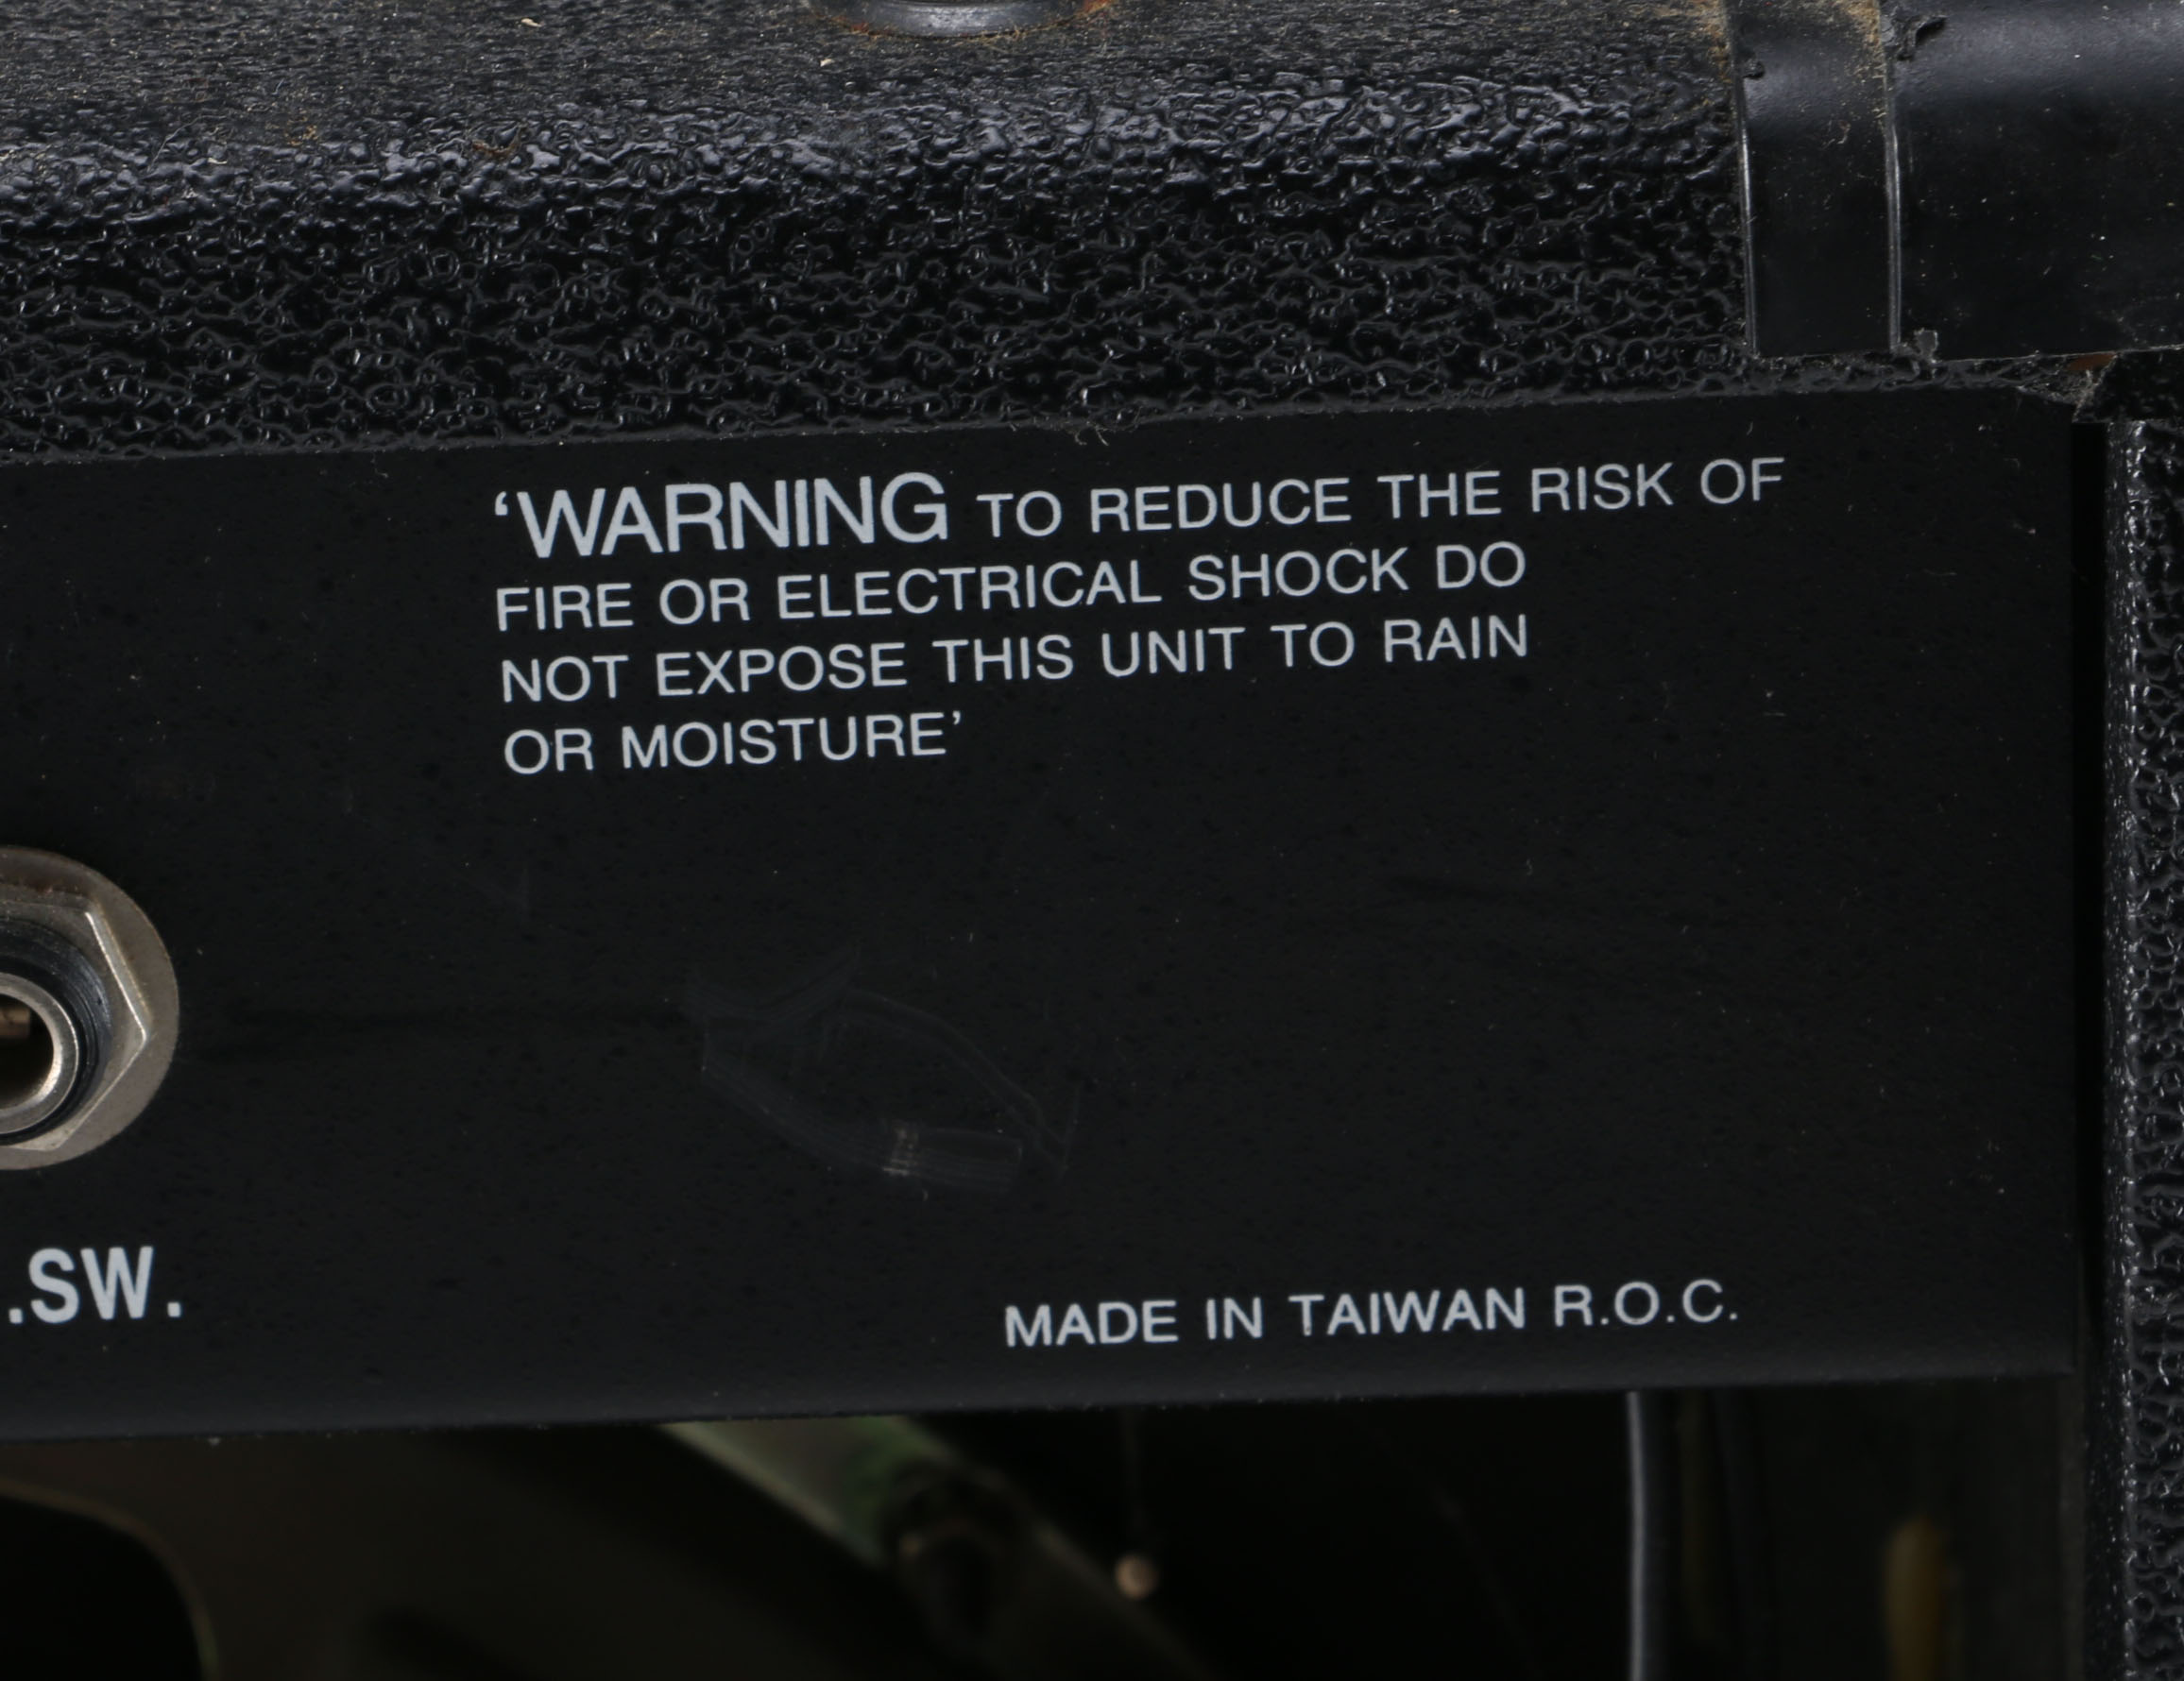 ‘WARNING TO REDUCE THE RISK OF
FIRE OR ELECTRICAL SHOCK DO
NOT EXPOSE THIS UNIT TO RAIN
OR MOISTURE’
.SW.
MADE IN TAIWAN R.O.C.